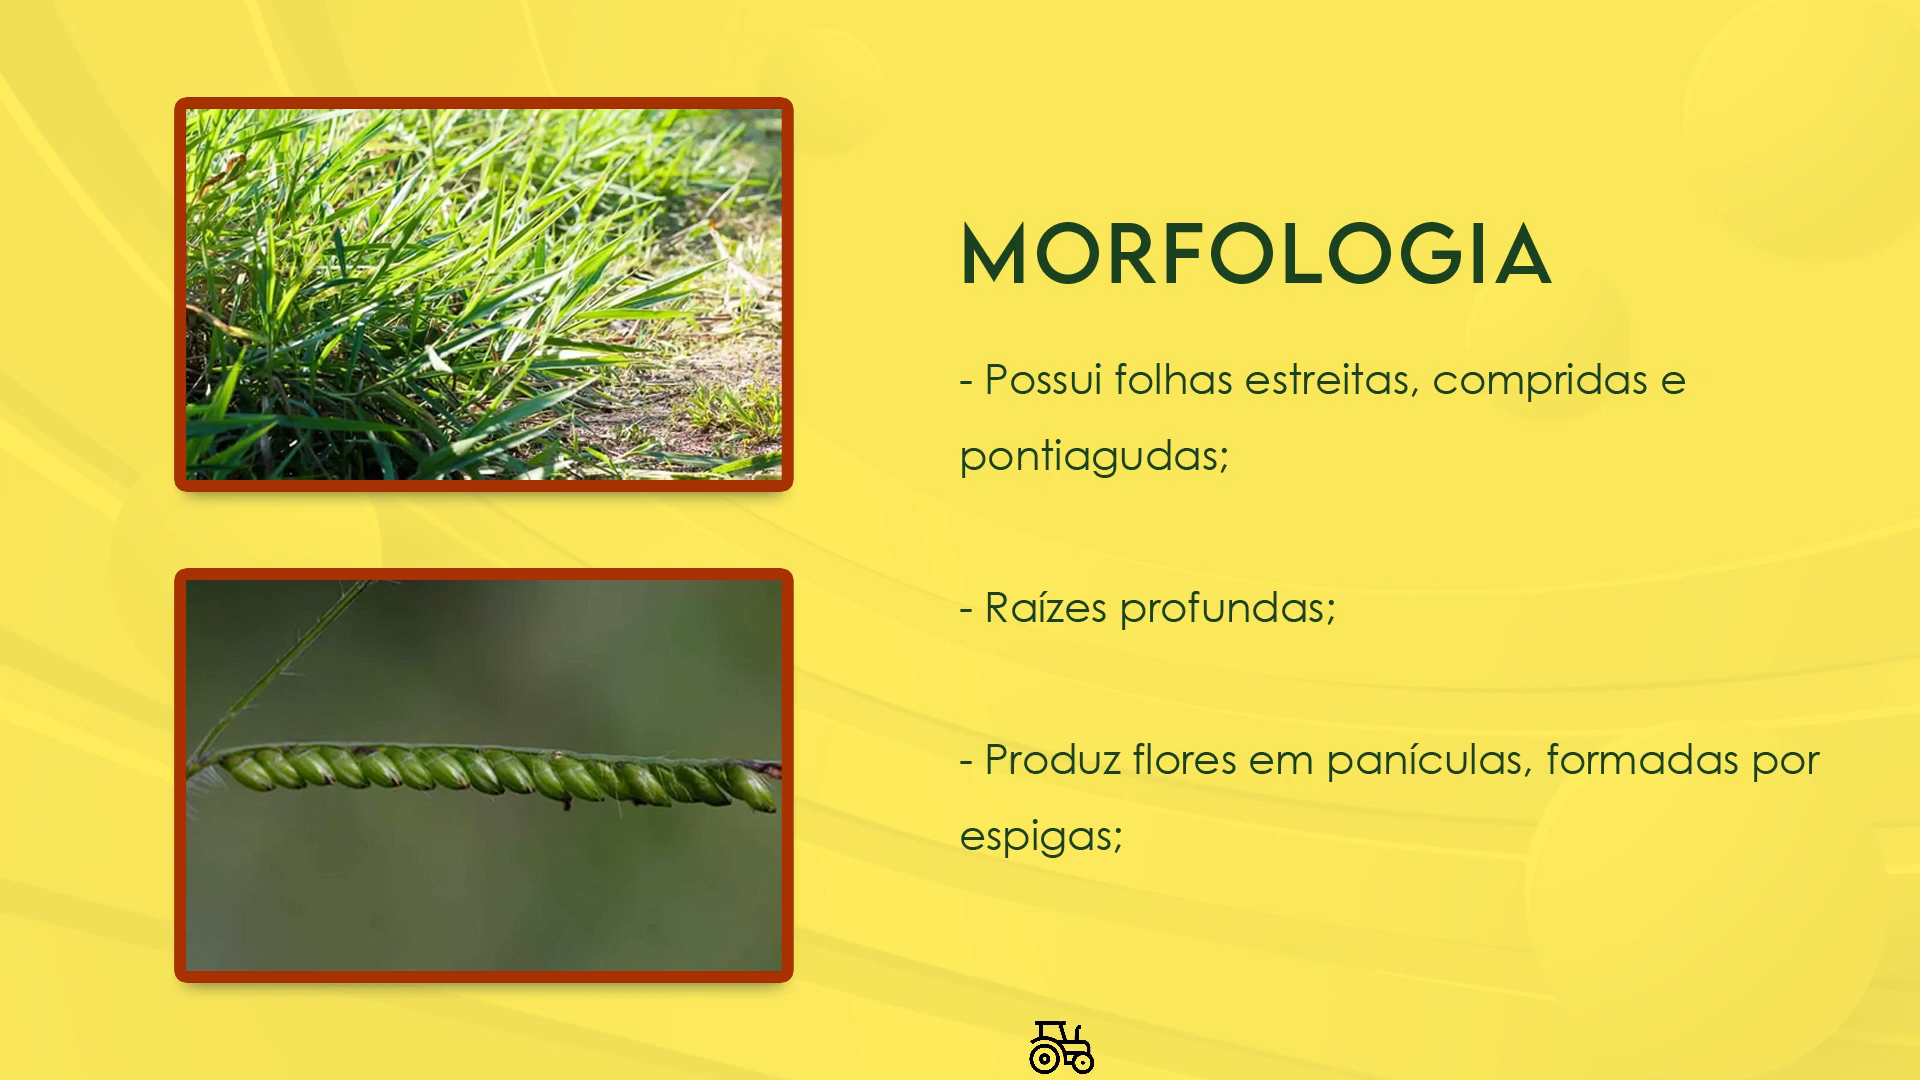 MORFOLOGIA
- Possui folhas estreitas, compridas e
pontiagudas;
- Raízes profundas;
- Produz flores em panículas, formadas por
espigas;